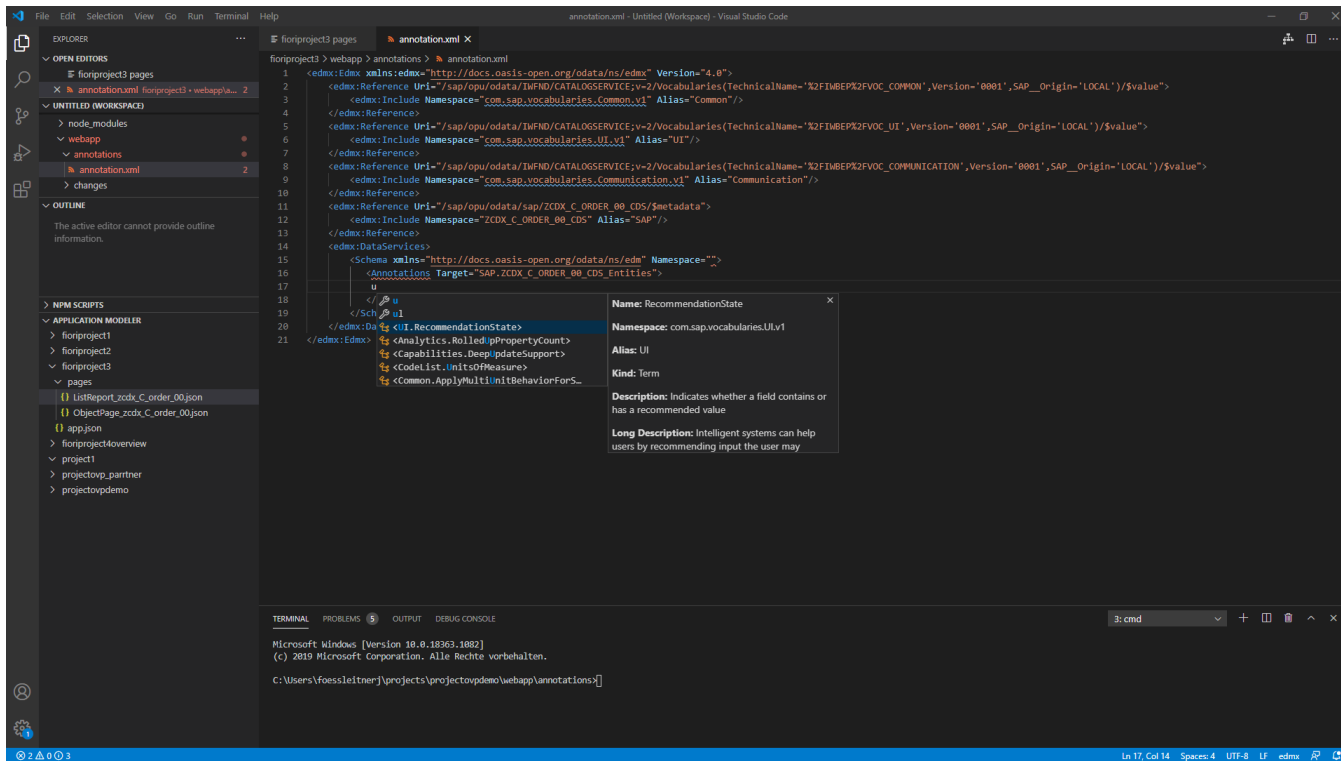 File Edit Selection View Go Run Terminal Help
annotation.xml - Untitled (Workspace) - Visual Studio Code
EXPLORER
OPEN EDITORS
fioriproject3 pages
annotation.xml fioriproject3 • webapp\a... 2
UNTITLED (WORKSPACE)
node_modules
webapp
annotations
annotation.xml 2
changes
OUTLINE
The active editor cannot provide outline
information.
NPM SCRIPTS
APPLICATION MODELER
fioriproject1
fioriproject2
fioriproject3
pages
{} ListReport_zcdx_C_order_00.json
{} ObjectPage_zcdx_C_order_00.json
{} app.json
fioriproject4overview
project1
projectovp_parrtner
projectovpdemo
fioriproject3 pages annotation.xml
fioriproject3 > webapp > annotations > annotation.xml
1 <edmx:Edmx xmlns:edmx="http://docs.oasis-open.org/odata/ns/edmx" Version="4.0">
2 <edmx:Reference Uri="/sap/opu/odata/IWFND/CATALOGSERVICE;v=2/Vocabularies(TechnicalName='%2FIWBEP%2FVOC_COMMON',Version='0001',SAP__Origin='LOCAL')/$value">
3 <edmx:Include Namespace="com.sap.vocabularies.Common.v1" Alias="Common"/>
4 </edmx:Reference>
5 <edmx:Reference Uri="/sap/opu/odata/IWFND/CATALOGSERVICE;v=2/Vocabularies(TechnicalName='%2FIWBEP%2FVOC_UI',Version='0001',SAP__Origin='LOCAL')/$value">
6 <edmx:Include Namespace="com.sap.vocabularies.UI.v1" Alias="UI"/>
7 </edmx:Reference>
8 <edmx:Reference Uri="/sap/opu/odata/IWFND/CATALOGSERVICE;v=2/Vocabularies(TechnicalName='%2FIWBEP%2FVOC_COMMUNICATION',Version='0001',SAP__Origin='LOCAL')/$value">
9 <edmx:Include Namespace="com.sap.vocabularies.Communication.v1" Alias="Communication"/>
10 </edmx:Reference>
11 <edmx:Reference Uri="/sap/opu/odata/sap/ZCDX_C_ORDER_00_CDS/$metadata">
12 <edmx:Include Namespace="ZCDX_C_ORDER_00_CDS" Alias="SAP"/>
13 </edmx:Reference>
14 <edmx:DataServices>
15 <Schema xmlns="http://docs.oasis-open.org/odata/ns/edm" Namespace="">
16 <Annotations Target="SAP.ZCDX_C_ORDER_00_CDS_Entities">
17 u
18 </
19 </Sch
20 </edmx:Da
21 </edmx:Edmx>
u
ul
<UI.RecommendationState>
<Analytics.RolledUpPropertyCount>
<Capabilities.DeepUpdateSupport>
<CodeList.UnitsOfMeasure>
<Common.ApplyMultiUnitBehaviorForS…
Name: RecommendationState
Namespace: com.sap.vocabularies.UI.v1
Alias: UI
Kind: Term
Description: Indicates whether a field contains or
has a recommended value
Long Description: Intelligent systems can help
users by recommending input the user may
TERMINAL PROBLEMS 5 OUTPUT DEBUG CONSOLE 3: cmd
Microsoft Windows [Version 10.0.18363.1082]
(c) 2019 Microsoft Corporation. Alle Rechte vorbehalten.
C:\Users\foessleitnerj\projects\projectovpdemo\webapp\annotations>
1
2 0 3
Ln 17, Col 14 Spaces: 4 UTF-8 LF edmx